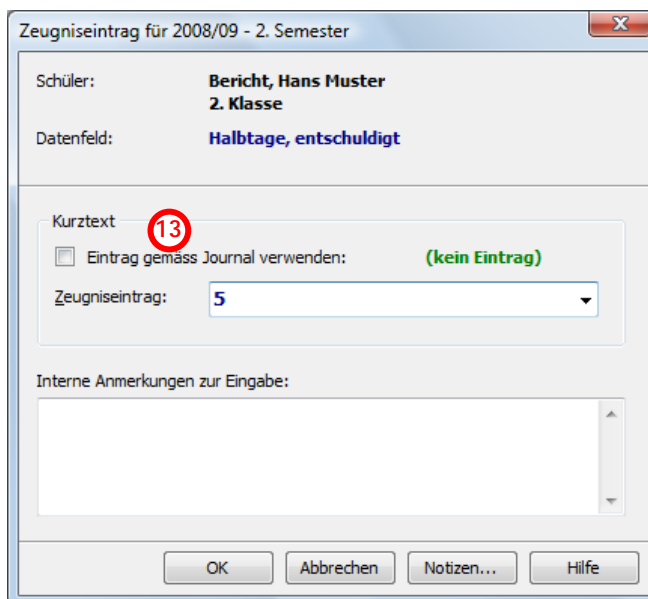 Zeugniseintrag für 2008/09 - 2. Semester
Schüler: Bericht, Hans Muster
2. Klasse
Datenfeld: Halbtage, entschuldigt
Kurztext
13
Eintrag gemäss Journal verwenden: (kein Eintrag)
Zeugniseintrag: 5
Interne Anmerkungen zur Eingabe:
OK Abbrechen Notizen... Hilfe